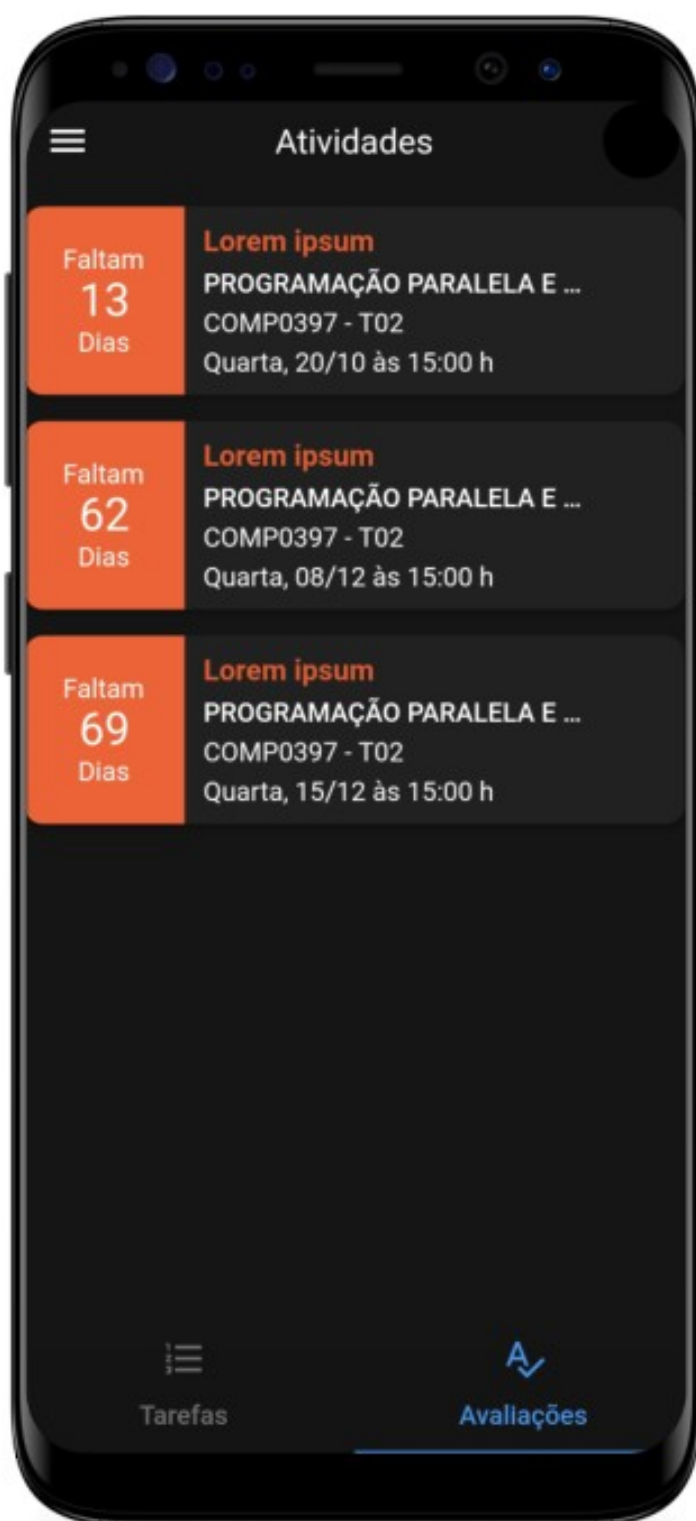 Atividades
Faltam
13
Dias
Lorem ipsum
PROGRAMAÇÃO PARALELA E ...
COMP0397 - T02
Quarta, 20/10 às 15:00 h
Faltam
62
Dias
Lorem ipsum
PROGRAMAÇÃO PARALELA E ...
COMP0397 - T02
Quarta, 08/12 às 15:00 h
Faltam
69
Dias
Lorem ipsum
PROGRAMAÇÃO PARALELA E ...
COMP0397 - T02
Quarta, 15/12 às 15:00 h
Tarefas
Avaliações